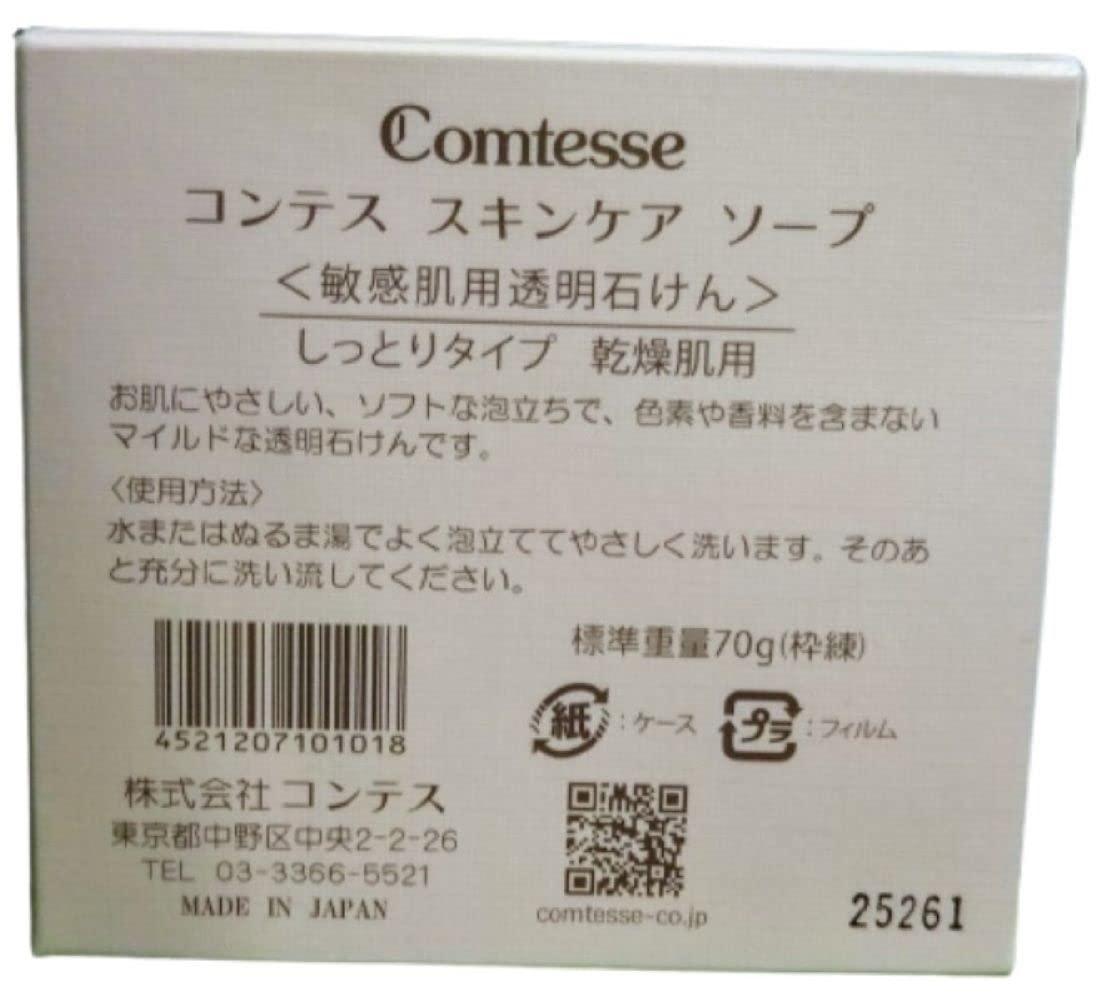 Comtesse
コンテス スキンケア ソープ
＜敏感肌用透明石けん＞
しっとりタイプ 乾燥肌用
お肌にやさしい、ソフトな泡立ちで、色素や香料を含まない
マイルドな透明石けんです。
〈使用方法〉
水またはぬるま湯でよく泡立ててやさしく洗います。そのあ
と充分に洗い流してください。
標準重量70g(枠練)
紙:ケース プラ:フィルム
4521207101018
株式会社コンテス
東京都中野区中央2-2-26
TEL 03-3366-5521
MADE IN JAPAN
comtesse-co.jp
25261